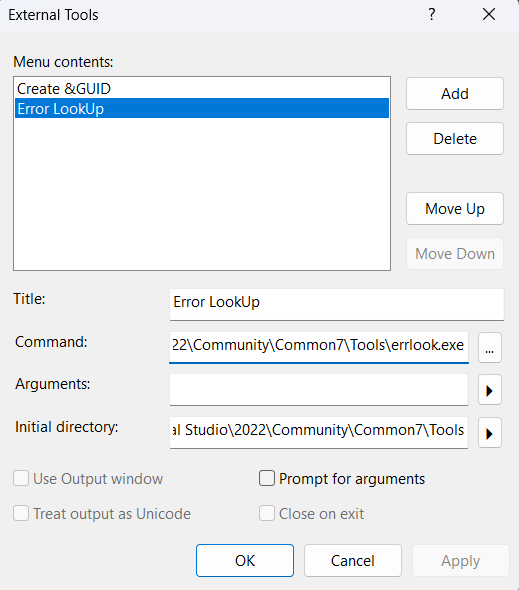 External Tools
?
Menu contents:
Create &GUID
Error LookUp
Add
Delete
Move Up
Move Down
Title:
Error LookUp
Command:
22\Community\Common7\Tools\errlook.exe
...
Arguments:
Initial directory:
al Studio\2022\Community\Common7\Tools
Use Output window
Prompt for arguments
Treat output as Unicode
Close on exit
OK
Cancel
Apply